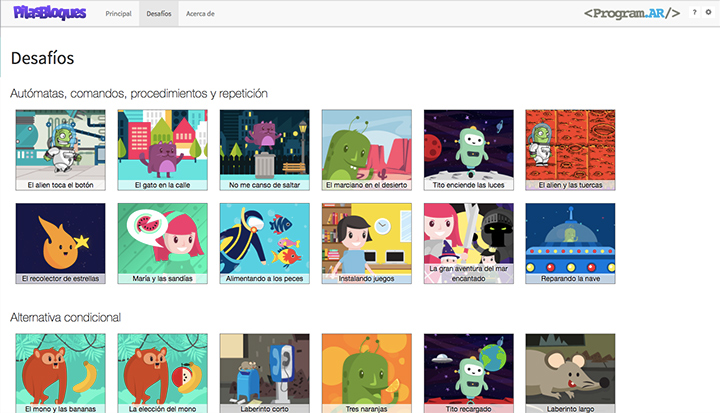 PilasBloques
Principal
Desafíos
Acerca de
<Program.AR/>
?
Desafíos
Autómatas, comandos, procedimientos y repetición
El alien toca el botón
El gato en la calle
No me canso de saltar
El marciano en el desierto
Tito enciende las luces
El alien y las tuercas
El recolector de estrellas
María y las sandías
Alimentando a los peces
Instalando juegos
La gran aventura del mar
encantado
Reparando la nave
Alternativa condicional
El mono y las bananas
La elección del mono
Laberinto corto
Tres naranjas
Tito recargado
Laberinto largo